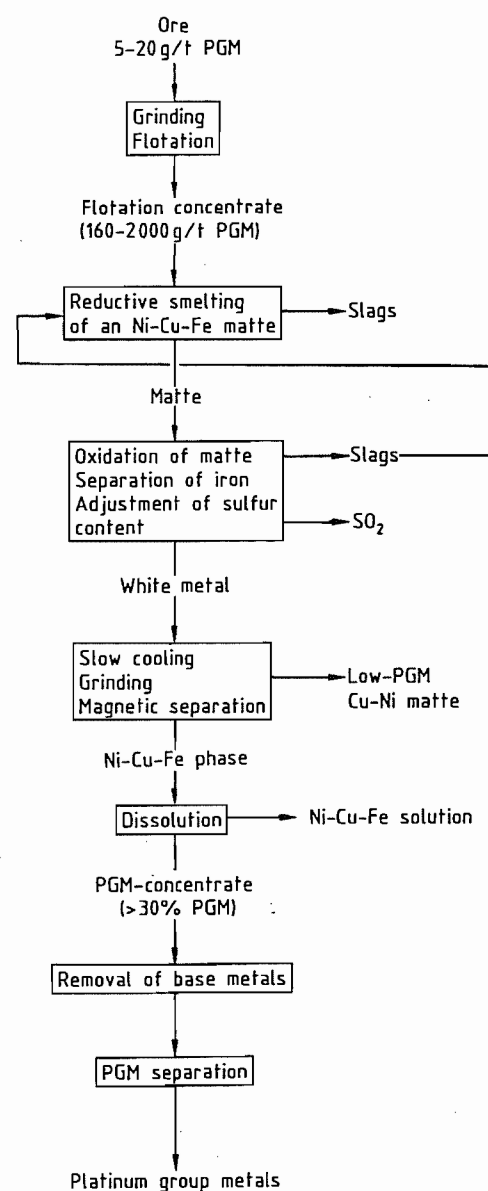 Ore
5–20 g/t PGM
Grinding
Flotation
Flotation concentrate
(160–2000 g/t PGM)
Reductive smelting
of an Ni–Cu–Fe matte
Slags
Matte
Oxidation of matte
Separation of iron
Adjustment of sulfur
content
Slags
SO₂
White metal
Slow cooling
Grinding
Magnetic separation
Low–PGM
Cu–Ni matte
Ni–Cu–Fe phase
Dissolution
Ni–Cu–Fe solution
PGM–concentrate
(>30% PGM)
Removal of base metals
PGM separation
Platinum group metals